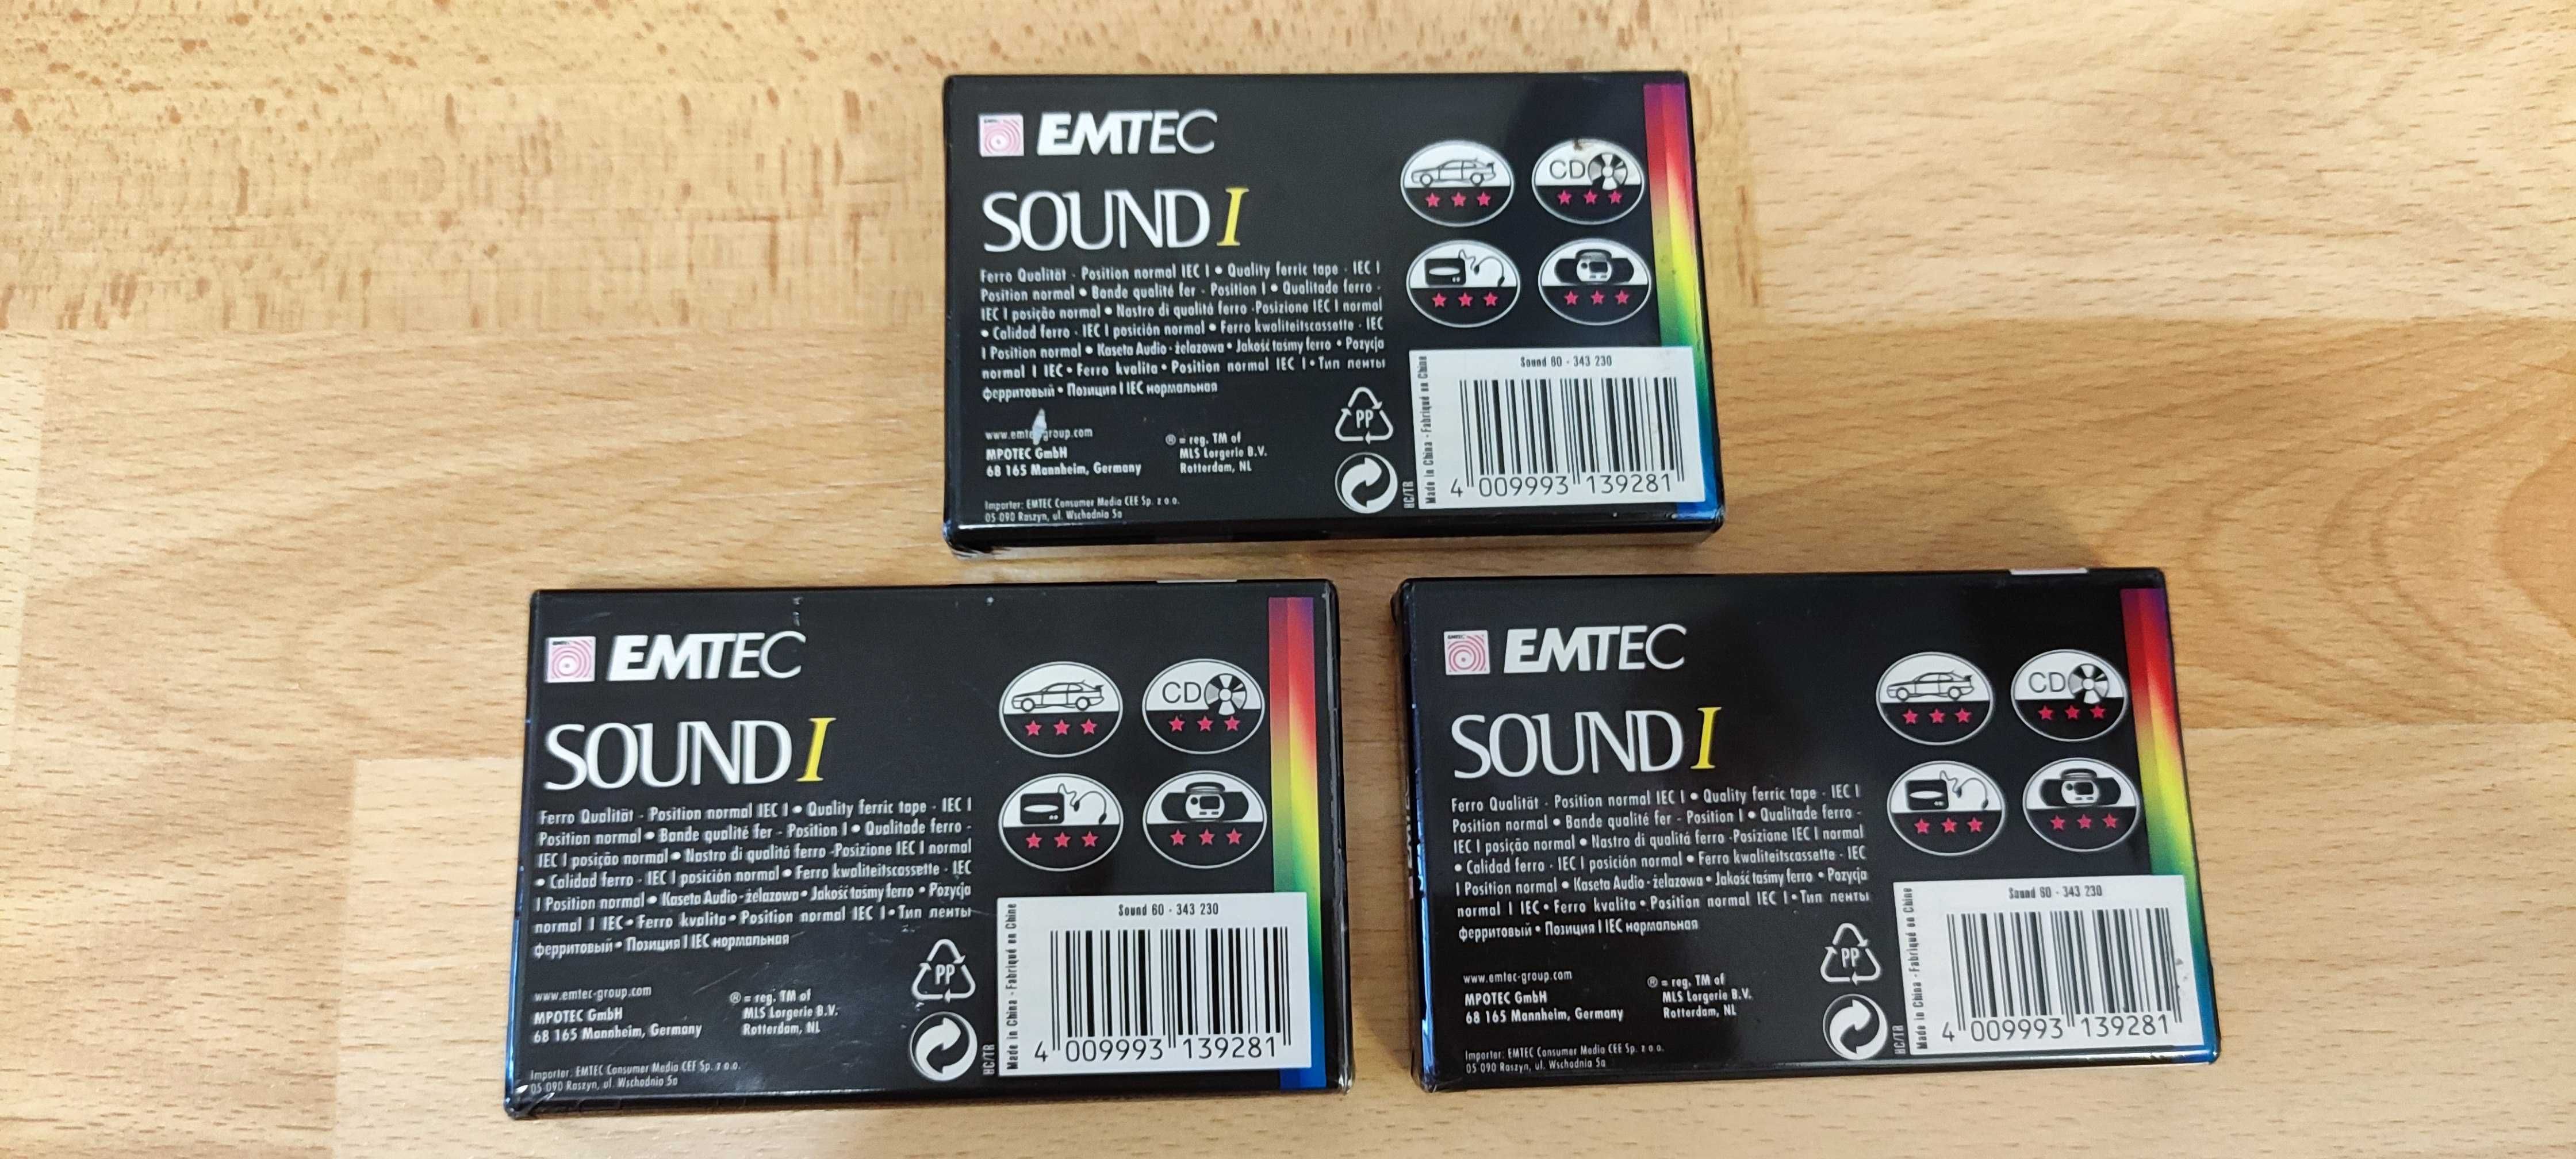 EMTEC
SOUND I
Ferro Qualität - Position normal IEC I • Quality ferric tape - IEC I
Position normal • Bande qualité fer - Position I • Qualitade ferro -
IEC I posição normal • Nastro di qualitá ferro -Posizione IEC I normal
• Calidad ferro - IEC I posición normal • Ferro kwaliteitscassette - IEC
I Position normal • Kaseta Audio - żelazowa • Jakość taśmy ferro • Pozycja
normal I IEC • Ferro kvalita • Position normal IEC I • Тип ленты
ферритовый • Позиция I IEC нормальная
www.emtec-group.com
MPOTEC GmbH
68 165 Mannheim, Germany
® = reg. TM of
MLS Lorgerie B.V.
Rotterdam, NL
Importer: EMTEC Consumer Media CEE Sp. z o.o.
05 090 Raszyn, ul. Wschodnia 5a
CD
PP
HC/TR
Made in China - Fabriqué en Chine
Sound 60 - 343 230
4 009993 139281
EMTEC
SOUND I
Ferro Qualität - Position normal IEC I • Quality ferric tape - IEC I
Position normal • Bande qualité fer - Position I • Qualitade ferro -
IEC I posição normal • Nastro di qualitá ferro -Posizione IEC I normal
• Calidad ferro - IEC I posición normal • Ferro kwaliteitscassette - IEC
I Position normal • Kaseta Audio - żelazowa • Jakość taśmy ferro • Pozycja
normal I IEC • Ferro kvalita • Position normal IEC I • Тип ленты
ферритовый • Позиция I IEC нормальная
www.emtec-group.com
MPOTEC GmbH
68 165 Mannheim, Germany
® = reg. TM of
MLS Lorgerie B.V.
Rotterdam, NL
Importer: EMTEC Consumer Media CEE Sp. z o.o.
05 090 Raszyn, ul. Wschodnia 5a
CD
PP
HC/TR
Made in China - Fabriqué en Chine
Sound 60 - 343 230
4 009993 139281
EMTEC
SOUND I
Ferro Qualität - Position normal IEC I • Quality ferric tape - IEC I
Position normal • Bande qualité fer - Position I • Qualitade ferro -
IEC I posição normal • Nastro di qualitá ferro -Posizione IEC I normal
• Calidad ferro - IEC I posición normal • Ferro kwaliteitscassette - IEC
I Position normal • Kaseta Audio - żelazowa • Jakość taśmy ferro • Pozycja
normal I IEC • Ferro kvalita • Position normal IEC I • Тип ленты
ферритовый • Позиция I IEC нормальная
www.emtec-group.com
MPOTEC GmbH
68 165 Mannheim, Germany
® = reg. TM of
MLS Lorgerie B.V.
Rotterdam, NL
Importer: EMTEC Consumer Media CEE Sp. z o.o.
05 090 Raszyn, ul. Wschodnia 5a
CD
PP
HC/TR
Made in China - Fabriqué en Chine
Sound 60 - 343 230
4 009993 139281